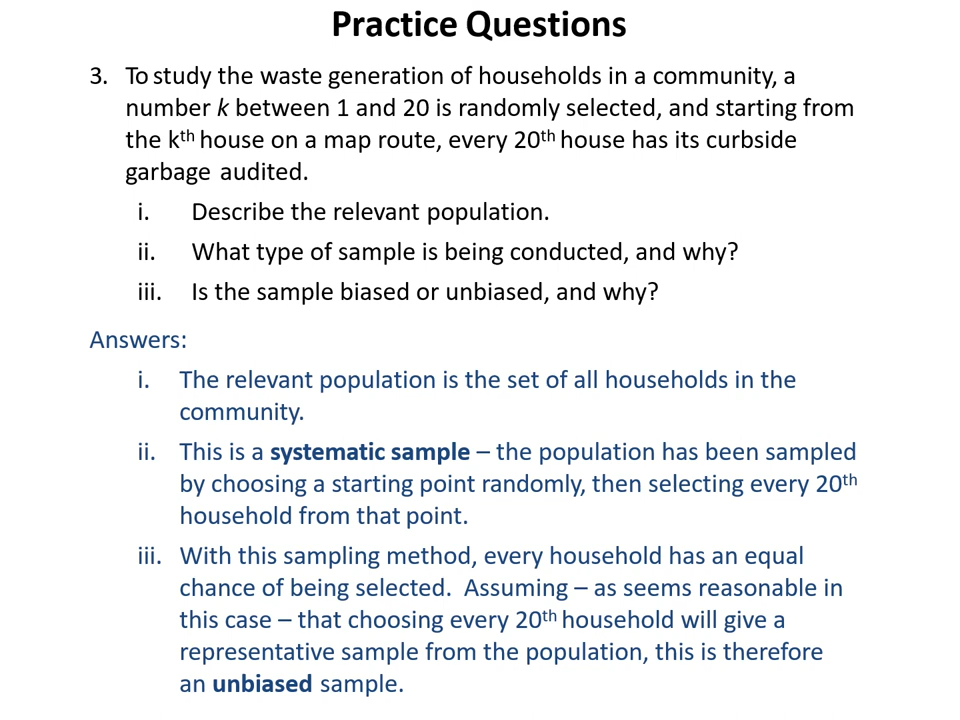 Practice Questions
3. To study the waste generation of households in a community, a
number k between 1 and 20 is randomly selected, and starting from
the kth house on a map route, every 20th house has its curbside
garbage audited.
i. Describe the relevant population.
ii. What type of sample is being conducted, and why?
iii. Is the sample biased or unbiased, and why?
Answers:
i. The relevant population is the set of all households in the
community.
ii. This is a systematic sample – the population has been sampled
by choosing a starting point randomly, then selecting every 20th
household from that point.
iii. With this sampling method, every household has an equal
chance of being selected. Assuming – as seems reasonable in
this case – that choosing every 20th household will give a
representative sample from the population, this is therefore
an unbiased sample.